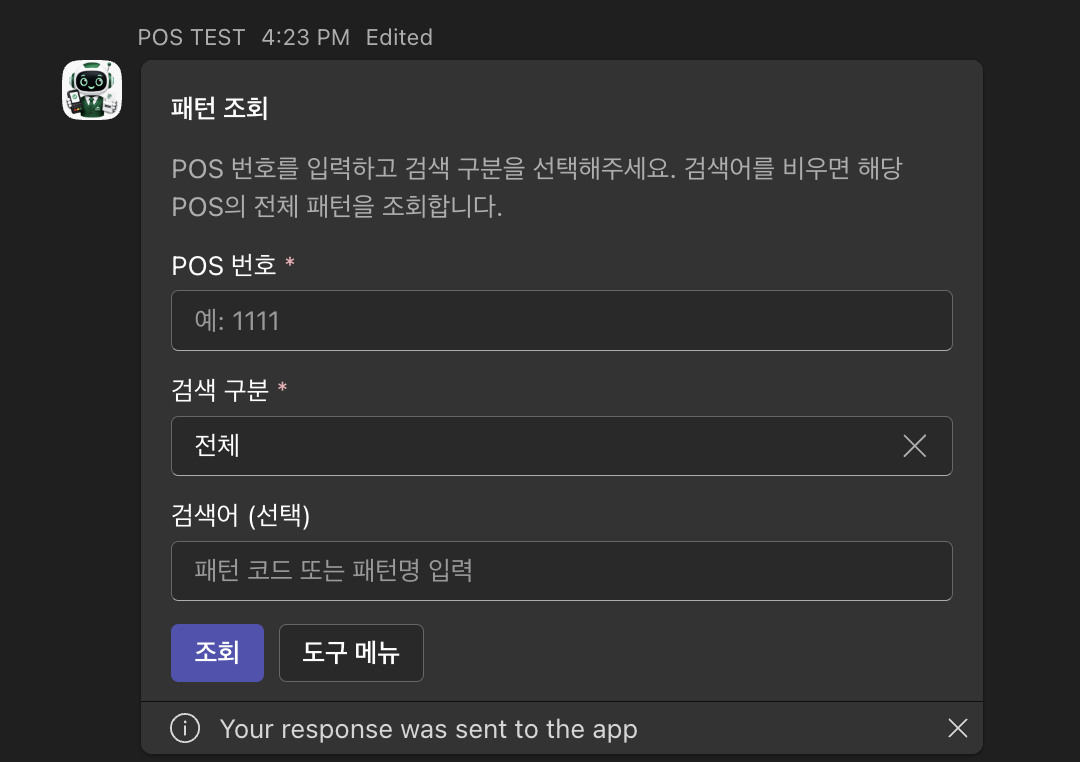 POS TEST 4:23 PM Edited
패턴 조회
POS 번호를 입력하고 검색 구분을 선택해주세요. 검색어를 비우면 해당
POS의 전체 패턴을 조회합니다.
POS 번호 *
예: 1111
검색 구분 *
전체
검색어 (선택)
패턴 코드 또는 패턴명 입력
조회 도구 메뉴
Your response was sent to the app